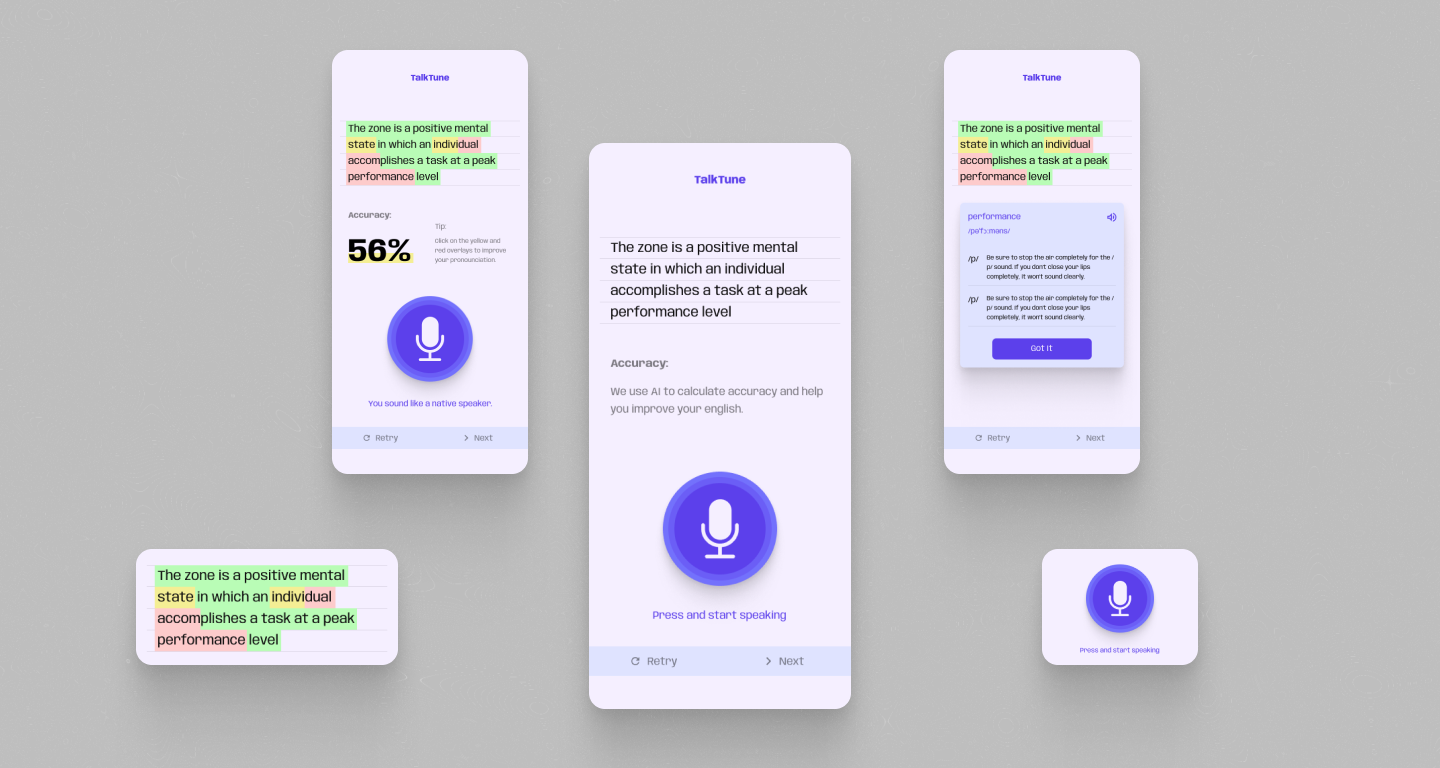 TalkTune
The zone is a positive mental
state in which an individual
accomplishes a task at a peak
performance level
Accuracy:
56%
Tip:
Click on the yellow and
red overlays to improve
your pronounciation.
You sound like a native speaker.
Retry
Next
TalkTune
The zone is a positive mental
state in which an individual
accomplishes a task at a peak
performance level
Accuracy:
We use AI to calculate accuracy and help
you improve your english.
Press and start speaking
Retry
Next
TalkTune
The zone is a positive mental
state in which an individual
accomplishes a task at a peak
performance level
performance
/p/
Be sure to stop the air completely for the /
p/ sound. If you don't close your lips
completely, it won't sound clearly.
/p/
Be sure to stop the air completely for the /
p/ sound. If you don't close your lips
completely, it won't sound clearly.
Got it
Retry
Next
The zone is a positive mental
state in which an individual
accomplishes a task at a peak
performance level
Press and start speaking